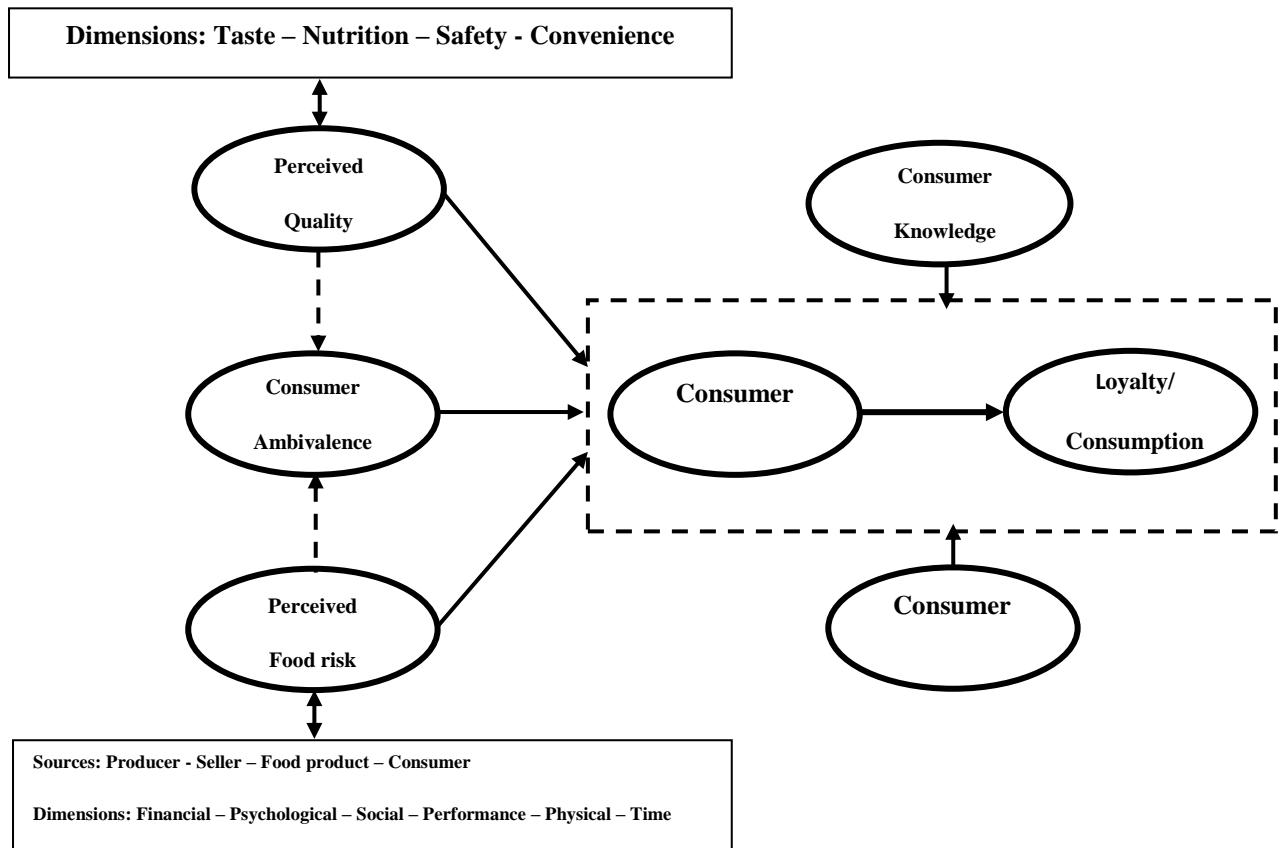 Dimensions: Taste – Nutrition – Safety - Convenience
Perceived
Quality
Consumer
Knowledge
Consumer
Ambivalence
Consumer
Loyalty/
Consumption
Perceived
Food risk
Consumer
Sources: Producer - Seller – Food product – Consumer
Dimensions: Financial – Psychological – Social – Performance – Physical – Time